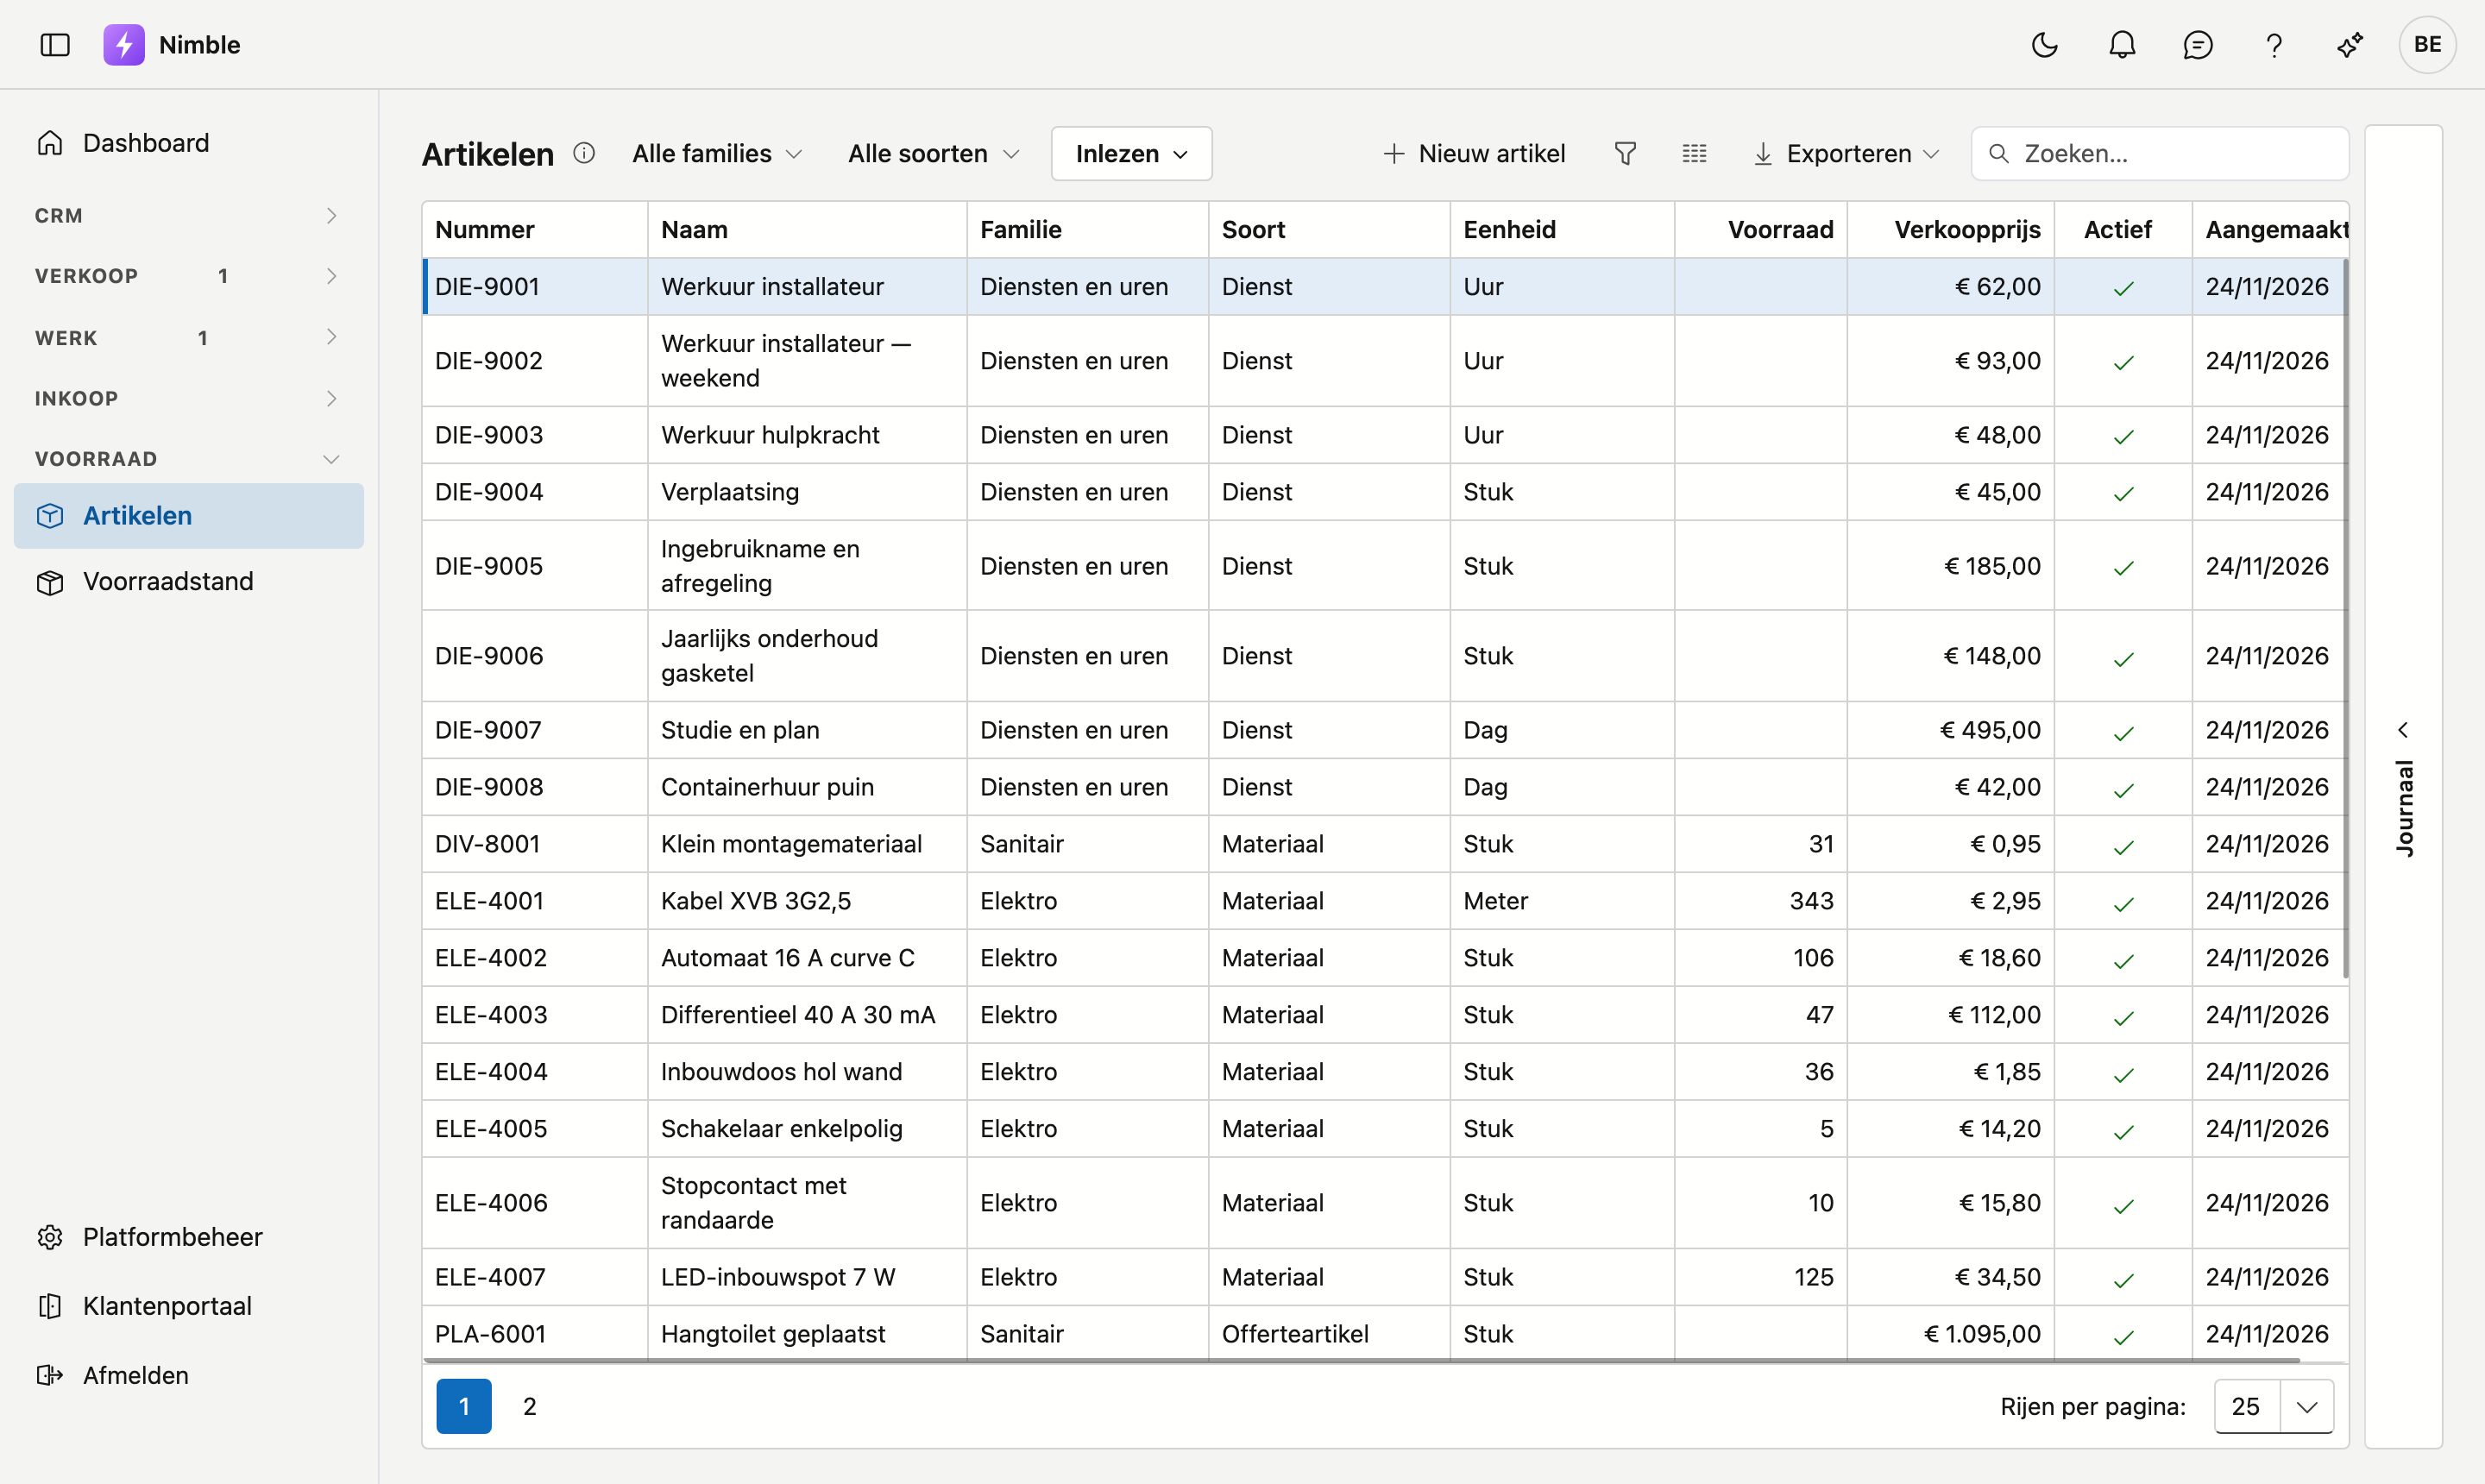 Nimble
BE
Dashboard
CRM
VERKOOP 1
WERK 1
INKOOP
VOORRAAD
Artikelen
Voorraadstand
Platformbeheer
Klantenportaal
Afmelden
Artikelen Alle families Alle soorten Inlezen Nieuw artikel Exporteren Zoeken...
Nummer Naam Familie Soort Eenheid Voorraad Verkoopprijs Actief Aangemaakt
DIE-9001 Werkuur installateur Diensten en uren Dienst Uur € 62,00 24/11/2026
DIE-9002 Werkuur installateur — weekend Diensten en uren Dienst Uur € 93,00 24/11/2026
DIE-9003 Werkuur hulpkracht Diensten en uren Dienst Uur € 48,00 24/11/2026
DIE-9004 Verplaatsing Diensten en uren Dienst Stuk € 45,00 24/11/2026
DIE-9005 Ingebruikname en afregeling Diensten en uren Dienst Stuk € 185,00 24/11/2026
DIE-9006 Jaarlijks onderhoud gasketel Diensten en uren Dienst Stuk € 148,00 24/11/2026
DIE-9007 Studie en plan Diensten en uren Dienst Dag € 495,00 24/11/2026
DIE-9008 Containerhuur puin Diensten en uren Dienst Dag € 42,00 24/11/2026
DIV-8001 Klein montagemateriaal Sanitair Materiaal Stuk 31 € 0,95 24/11/2026
ELE-4001 Kabel XVB 3G2,5 Elektro Materiaal Meter 343 € 2,95 24/11/2026
ELE-4002 Automaat 16 A curve C Elektro Materiaal Stuk 106 € 18,60 24/11/2026
ELE-4003 Differentieel 40 A 30 mA Elektro Materiaal Stuk 47 € 112,00 24/11/2026
ELE-4004 Inbouwdoos hol wand Elektro Materiaal Stuk 36 € 1,85 24/11/2026
ELE-4005 Schakelaar enkelpolig Elektro Materiaal Stuk 5 € 14,20 24/11/2026
ELE-4006 Stopcontact met randaarde Elektro Materiaal Stuk 10 € 15,80 24/11/2026
ELE-4007 LED-inbouwspot 7 W Elektro Materiaal Stuk 125 € 34,50 24/11/2026
PLA-6001 Hangtoilet geplaatst Sanitair Offerteartikel Stuk € 1.095,00 24/11/2026
1 2 Rijen per pagina: 25
Journaal